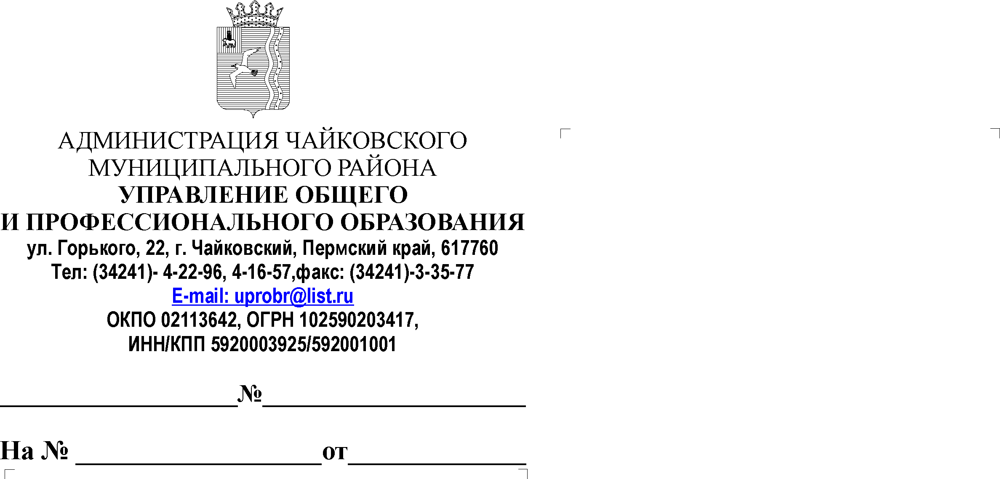 АДМИНИСТРАЦИЯ ЧАЙКОВСКОГО
МУНИЦИПАЛЬНОГО РАЙОНА
УПРАВЛЕНИЕ ОБЩЕГО
И ПРОФЕССИОНАЛЬНОГО ОБРАЗОВАНИЯ
ул. Горького, 22, г. Чайковский, Пермский край, 617760
Тел: (34241)- 4-22-96, 4-16-57,факс: (34241)-3-35-77
E-mail: uprobr@list.ru
ОКПО 02113642, ОГРН 102590203417,
ИНН/КПП 5920003925/592001001
__________________№____________________
На № ___________________от______________